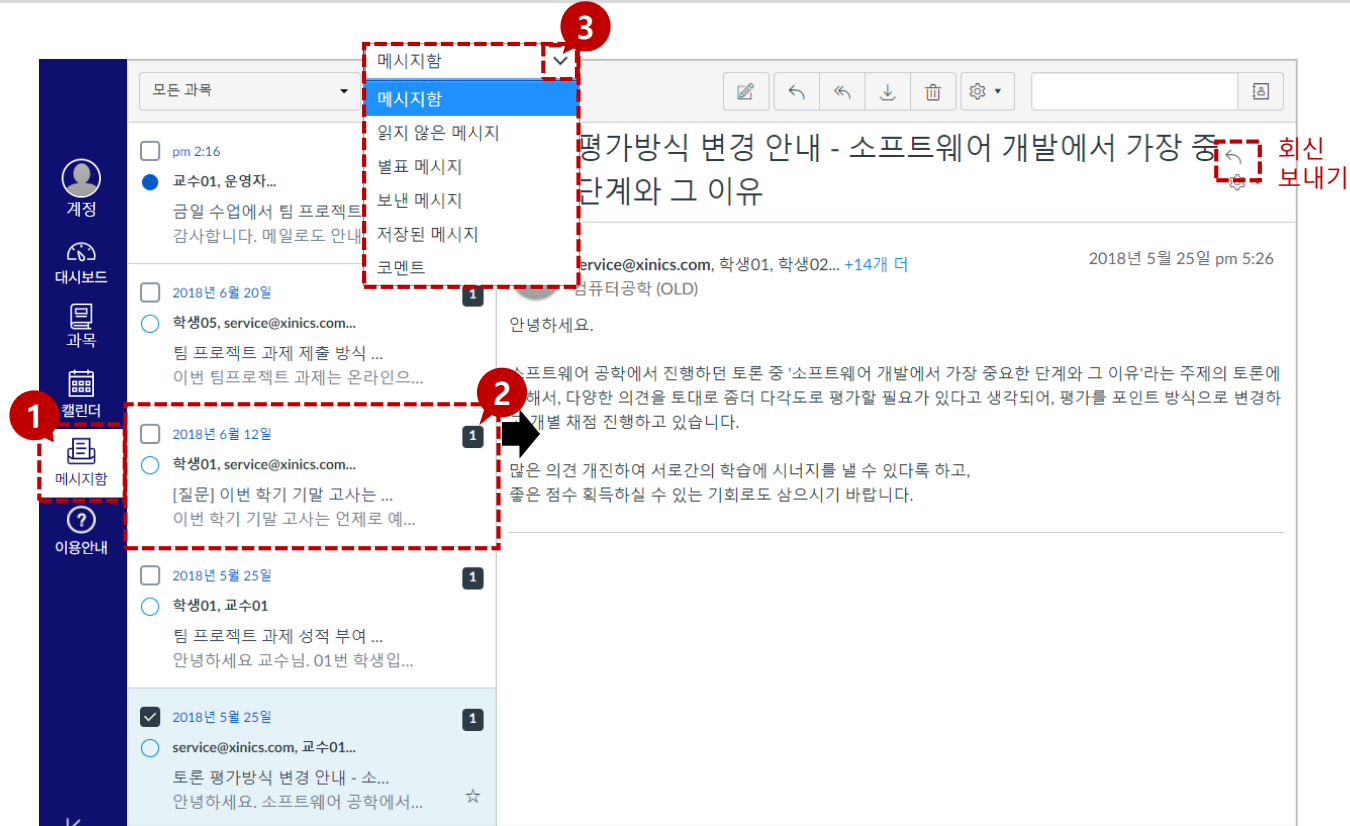 3
메시지함
모든 과목
메시지함
읽지 않은 메시지
별표 메시지
보낸 메시지
저장된 메시지
코멘트
계정
대시보드
과목
캘린더
1
메시지함
이용안내
pm 2:16
교수01, 운영자...
금일 수업에서 팀 프로젝트
감사합니다. 메일로도 안내
2018년 6월 20일
1
학생05, service@xinics.com...
팀 프로젝트 과제 제출 방식 ...
이번 팀프로젝트 과제는 온라인으...
2
2018년 6월 12일
1
학생01, service@xinics.com...
[질문] 이번 학기 기말 고사는 ...
이번 학기 기말 고사는 언제로 예...
2018년 5월 25일
1
학생01, 교수01
팀 프로젝트 과제 성적 부여 ...
안녕하세요 교수님. 01번 학생입...
2018년 5월 25일
1
service@xinics.com, 교수01...
토론 평가방식 변경 안내 - 소...
안녕하세요. 소프트웨어 공학에서...
평가방식 변경 안내 - 소프트웨어 개발에서 가장 중
단계와 그 이유
회신
보내기
ervice@xinics.com, 학생01, 학생02... +14개 더
2018년 5월 25일 pm 5:26
컴퓨터공학 (OLD)
안녕하세요.
소프트웨어 공학에서 진행하던 토론 중 '소프트웨어 개발에서 가장 중요한 단계와 그 이유'라는 주제의 토론에
해서, 다양한 의견을 토대로 좀더 다각도로 평가할 필요가 있다고 생각되어, 평가를 포인트 방식으로 변경하
개별 채점 진행하고 있습니다.
많은 의견 개진하여 서로간의 학습에 시너지를 낼 수 있다록 하고,
좋은 점수 획득하실 수 있는 기회로도 삼으시기 바랍니다.